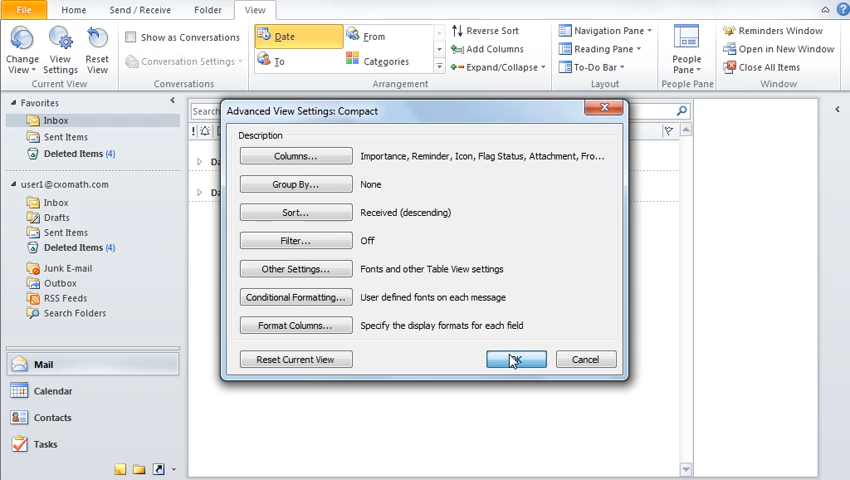 File Home Send / Receive Folder View
Change View
View Settings
Reset View
Current View
Show as Conversations
Conversation Settings
Conversations
Date
From
To
Categories
Arrangement
Reverse Sort
Add Columns
Expand/Collapse
Navigation Pane
Reading Pane
To-Do Bar
Layout
People Pane
People Pane
Reminders Window
Open in New Window
Close All Items
Window
Favorites
Inbox
Sent Items
Deleted Items (4)
user1@cxomath.com
Inbox
Drafts
Sent Items
Deleted Items (4)
Junk E-mail
Outbox
RSS Feeds
Search Folders
Mail
Calendar
Contacts
Tasks
Advanced View Settings: Compact
Description
Columns... Importance, Reminder, Icon, Flag Status, Attachment, Fro...
Group By... None
Sort... Received (descending)
Filter... Off
Other Settings... Fonts and other Table View settings
Conditional Formatting... User defined fonts on each message
Format Columns... Specify the display formats for each field
Reset Current View Cancel